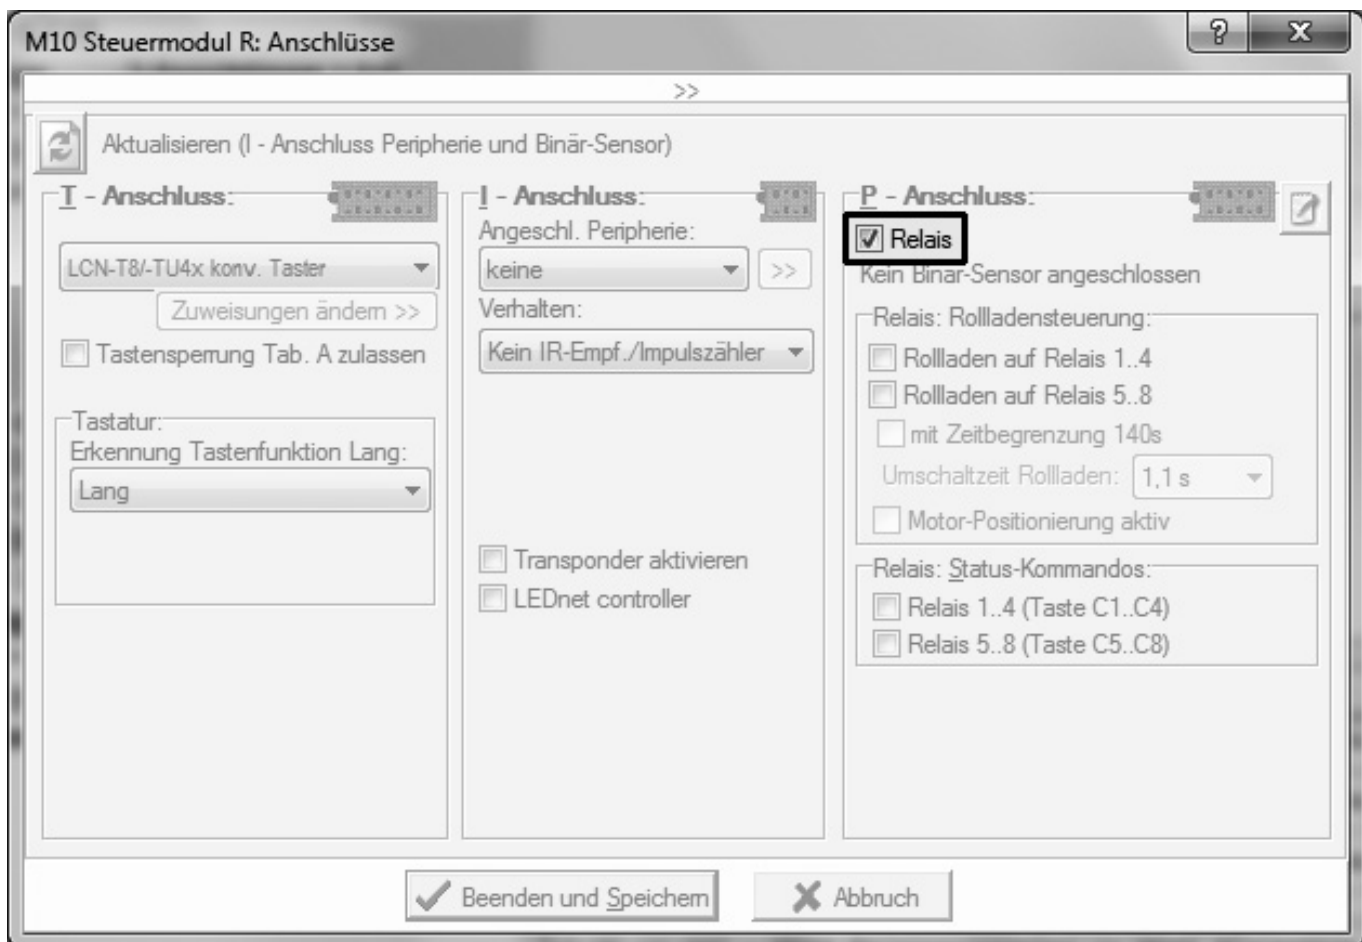 M10 Steuermodul R: Anschlüsse
>>
Aktualisieren (I - Anschluss Peripherie und Binär-Sensor)
T - Anschluss:
LCN-T8/-TU4x konv. Taster
Zuweisungen ändern >>
Tastensperrung Tab. A zulassen
Tastatur:
Erkennung Tastenfunktion Lang:
Lang
I - Anschluss:
Angeschl. Peripherie:
keine
>>
Verhalten:
Kein IR-Empf./Impulszähler
Transponder aktivieren
LEDnet controller
P - Anschluss:
Relais
Kein Binär-Sensor angeschlossen
Relais: Rollladensteuerung:
Rollladen auf Relais 1..4
Rollladen auf Relais 5..8
mit Zeitbegrenzung 140s
Umschaltzeit Rollladen: 1,1 s
Motor-Positionierung aktiv
Relais: Status-Kommandos:
Relais 1..4 (Taste C1..C4)
Relais 5..8 (Taste C5..C8)
Beenden und Speichern
Abbruch